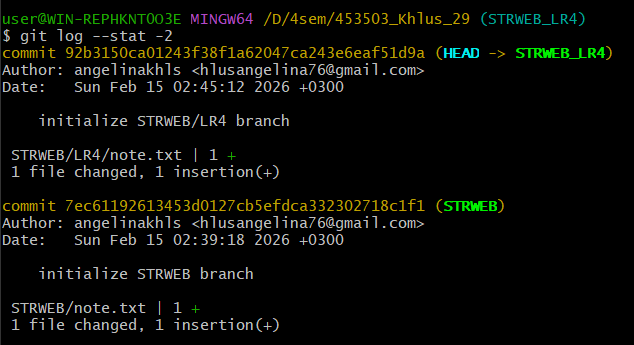 user@WIN-REPHKNT0O3E MINGW64 /D/4sem/453503_Khlus_29 (STRWEB_LR4)
$ git log --stat -2
commit 92b3150ca01243f38f1a62047ca243e6eaf51d9a (HEAD -> STRWEB_LR4)
Author: angelinakhls <hlusangelina76@gmail.com>
Date:   Sun Feb 15 02:45:12 2026 +0300

    initialize STRWEB/LR4 branch

 STRWEB/LR4/note.txt | 1 +
 1 file changed, 1 insertion(+)

commit 7ec61192613453d0127cb5efdca332302718c1f1 (STRWEB)
Author: angelinakhls <hlusangelina76@gmail.com>
Date:   Sun Feb 15 02:39:18 2026 +0300

    initialize STRWEB branch

 STRWEB/note.txt | 1 +
 1 file changed, 1 insertion(+)